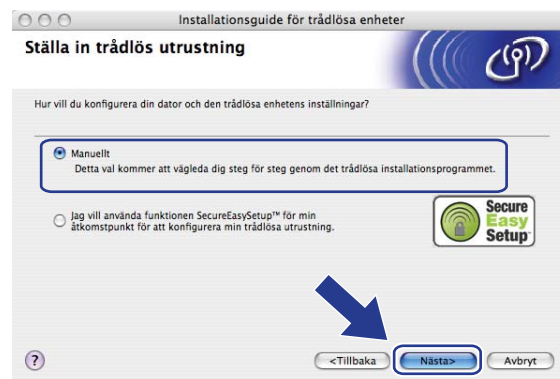 Installationsguide för trådlösa enheter
Ställa in trådlös utrustning
Hur vill du konfigurera din dator och den trådlösa enhetens inställningar?
Manuellt
Detta val kommer att vägleda dig steg för steg genom det trådlösa installationsprogrammet.
Jag vill använda funktionen SecureEasySetup™ för min
åtkomstpunkt för att konfigurera min trådlösa utrustning.
Secure
Easy
Setup
?
<Tillbaka
Nästa>
Avbryt